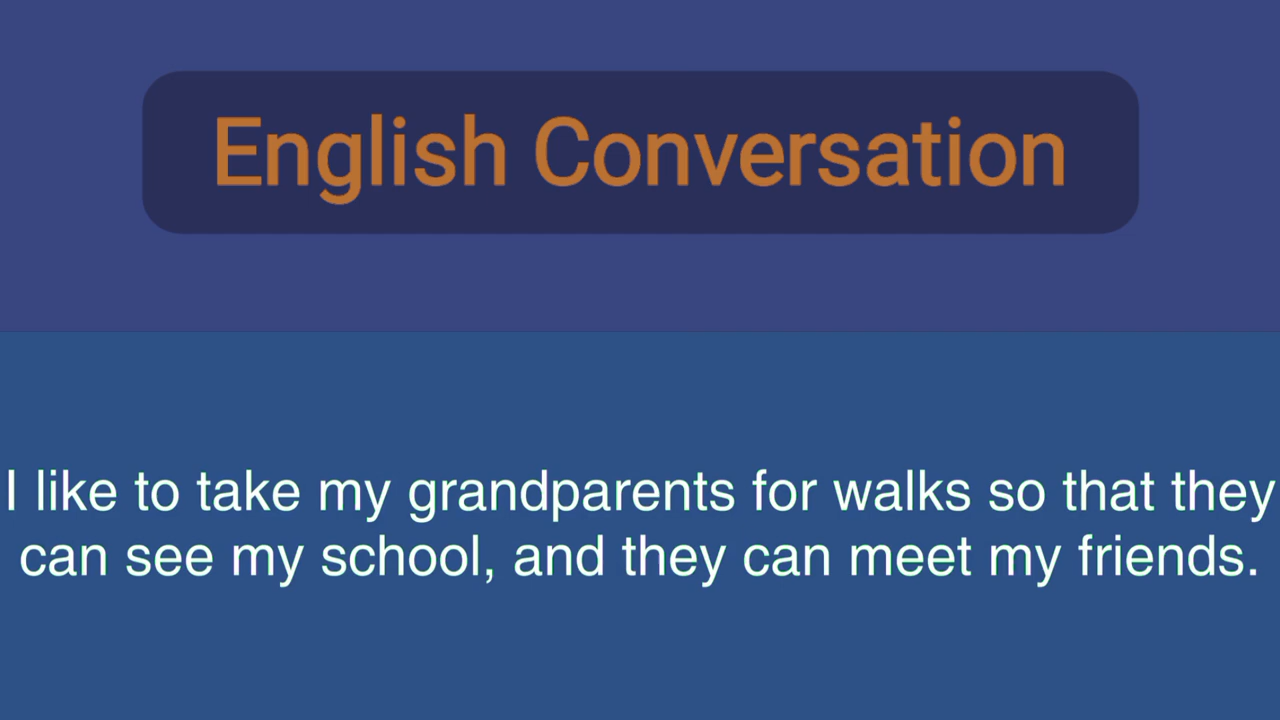 English Conversation
I like to take my grandparents for walks so that they
can see my school, and they can meet my friends.